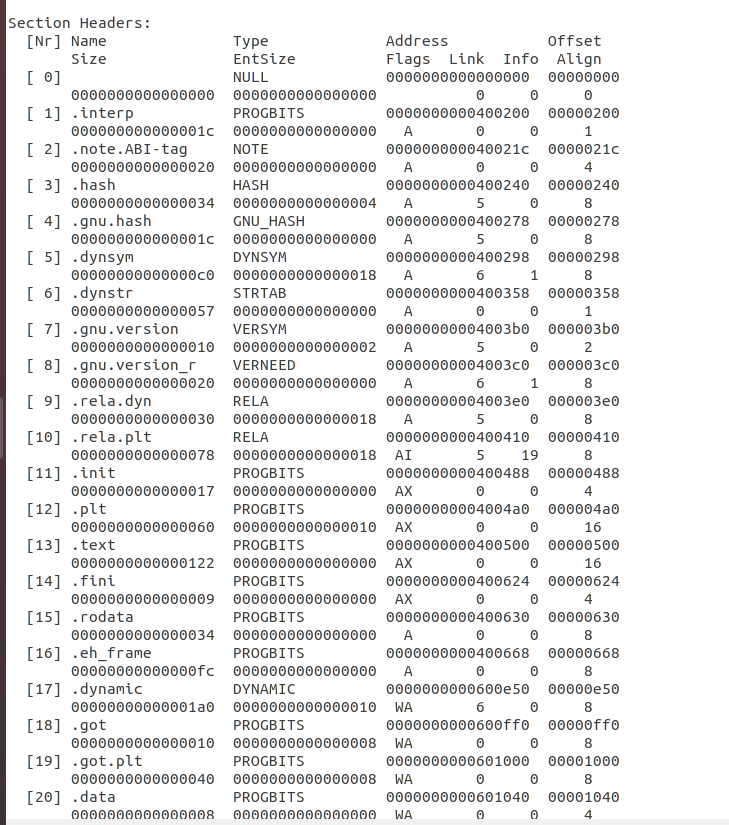 Section Headers:
[Nr] Name Type Address Offset
Size EntSize Flags Link Info Align
[ 0] NULL 0000000000000000 00000000
0000000000000000 0000000000000000 0 0 0
[ 1] .interp PROGBITS 0000000000400200 00000200
000000000000001c 0000000000000000 A 0 0 1
[ 2] .note.ABI-tag NOTE 000000000040021c 0000021c
0000000000000020 0000000000000000 A 0 0 4
[ 3] .hash HASH 0000000000400240 00000240
0000000000000034 0000000000000004 A 5 0 8
[ 4] .gnu.hash GNU_HASH 0000000000400278 00000278
000000000000001c 0000000000000000 A 5 0 8
[ 5] .dynsym DYNSYM 0000000000400298 00000298
00000000000000c0 0000000000000018 A 6 1 8
[ 6] .dynstr STRTAB 0000000000400358 00000358
0000000000000057 0000000000000000 A 0 0 1
[ 7] .gnu.version VERSYM 00000000004003b0 000003b0
0000000000000010 0000000000000002 A 5 0 2
[ 8] .gnu.version_r VERNEED 00000000004003c0 000003c0
0000000000000020 0000000000000000 A 6 1 8
[ 9] .rela.dyn RELA 00000000004003e0 000003e0
0000000000000030 0000000000000018 A 5 0 8
[10] .rela.plt RELA 0000000000400410 00000410
0000000000000078 0000000000000018 AI 5 19 8
[11] .init PROGBITS 0000000000400488 00000488
0000000000000017 0000000000000000 AX 0 0 4
[12] .plt PROGBITS 00000000004004a0 000004a0
0000000000000060 0000000000000010 AX 0 0 16
[13] .text PROGBITS 0000000000400500 00000500
0000000000000122 0000000000000000 AX 0 0 16
[14] .fini PROGBITS 0000000000400624 00000624
0000000000000009 0000000000000000 AX 0 0 4
[15] .rodata PROGBITS 0000000000400630 00000630
0000000000000034 0000000000000000 A 0 0 8
[16] .eh_frame PROGBITS 0000000000400668 00000668
00000000000000fc 0000000000000000 A 0 0 8
[17] .dynamic DYNAMIC 0000000000600e50 00000e50
00000000000001a0 0000000000000010 WA 6 0 8
[18] .got PROGBITS 0000000000600ff0 00000ff0
0000000000000010 0000000000000008 WA 0 0 8
[19] .got.plt PROGBITS 0000000000601000 00001000
0000000000000040 0000000000000008 WA 0 0 8
[20] .data PROGBITS 0000000000601040 00001040
0000000000000008 0000000000000000 WA 0 0 4